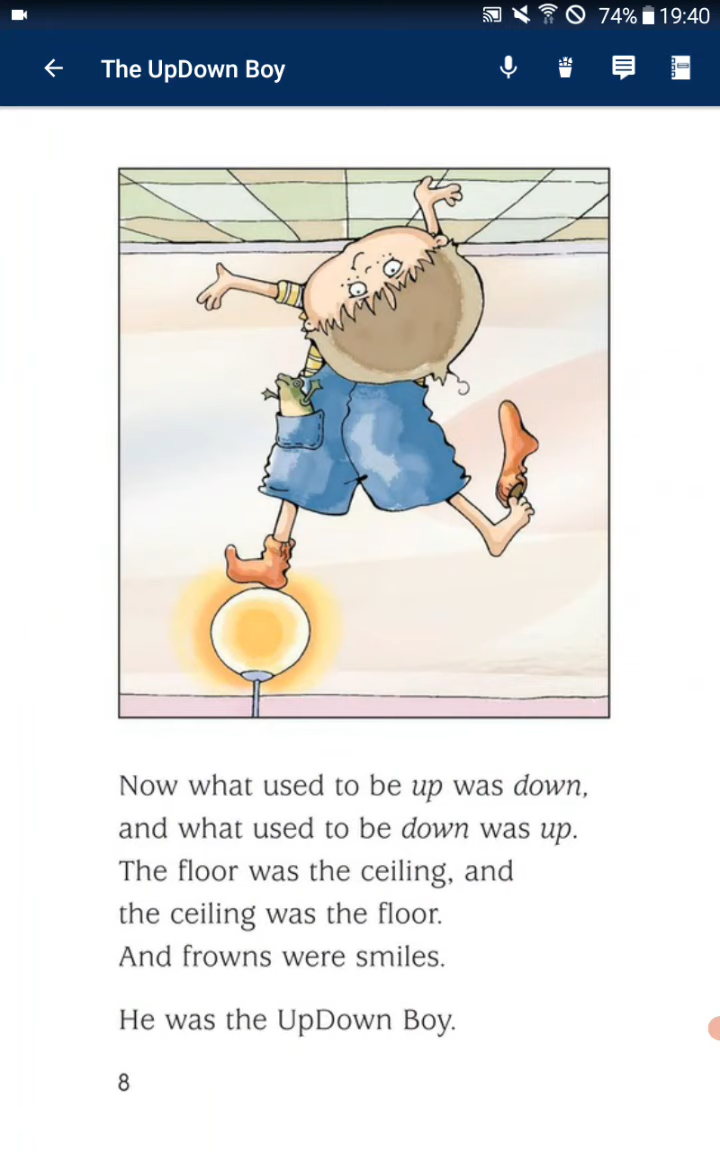 74% 19:40
The UpDown Boy
Now what used to be up was down,
and what used to be down was up.
The floor was the ceiling, and
the ceiling was the floor.
And frowns were smiles.
He was the UpDown Boy.
8